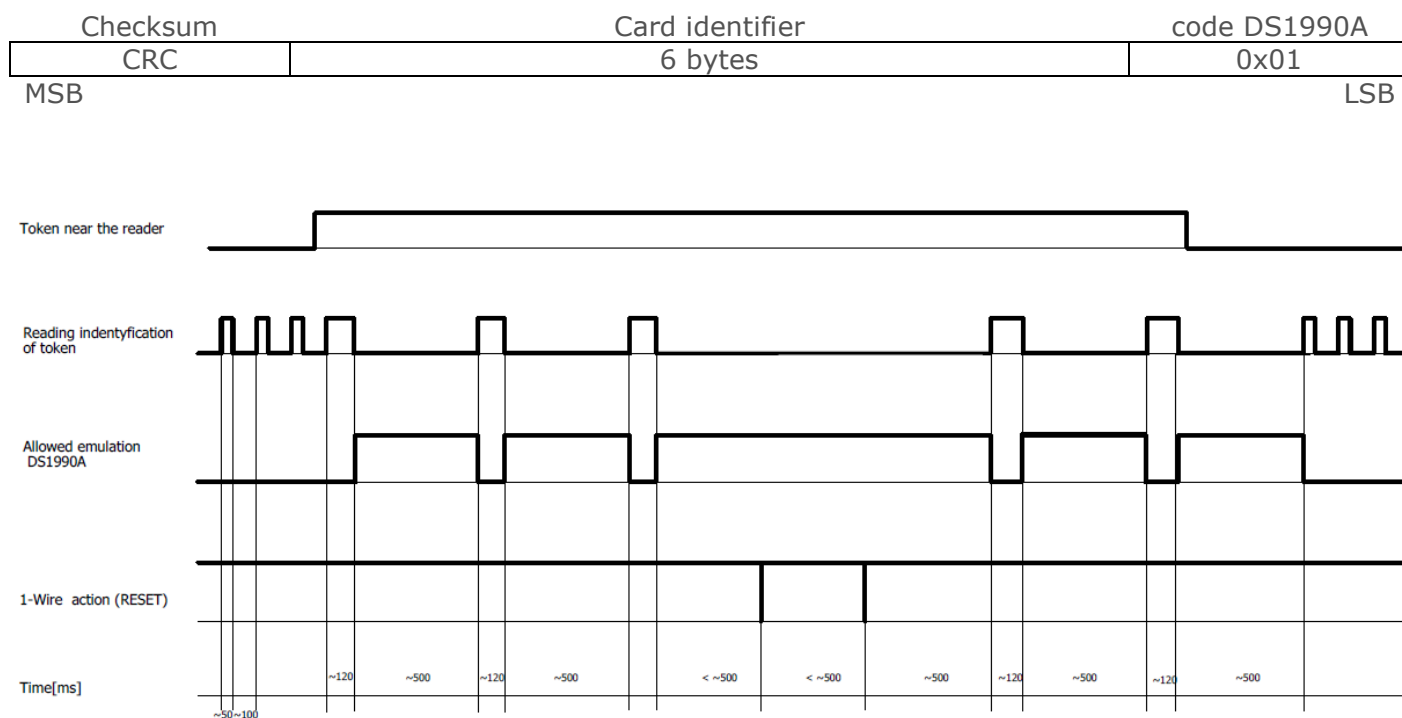 Checksum Card identifier code DS1990A
CRC 6 bytes 0x01
MSB LSB
Token near the reader
Reading indentyfication
of token
Allowed emulation
DS1990A
1-Wire action (RESET)
Time[ms] ~120 ~500 ~120 ~500 < ~500 < ~500 ~500 ~120 ~500 ~120 ~500
~50 ~100